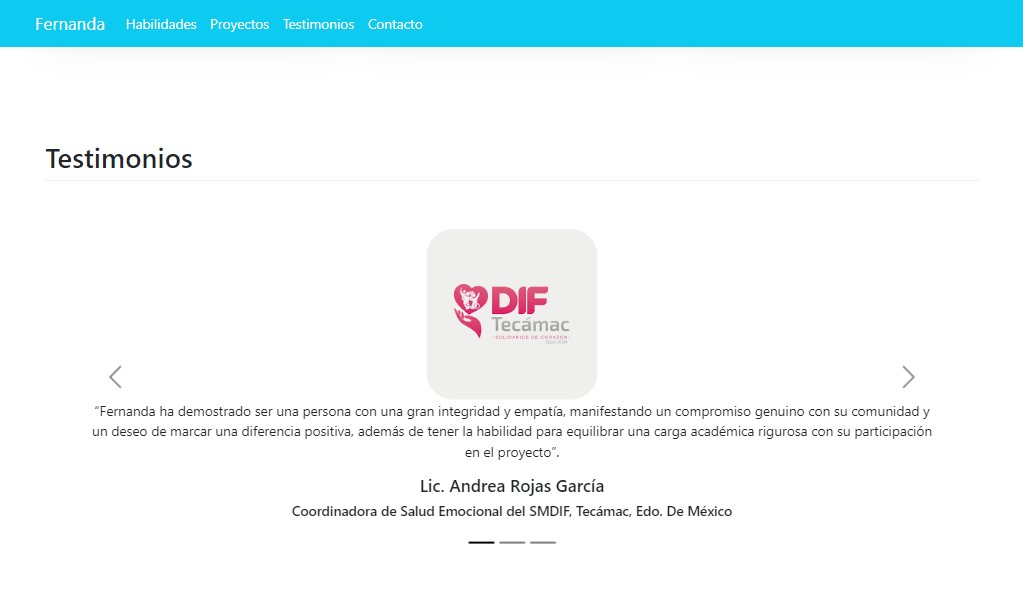 Fernanda Habilidades Proyectos Testimonios Contacto
Testimonios
DIF
Tecámac
SOLIDARIOS DE CORAZÓN
“Fernanda ha demostrado ser una persona con una gran integridad y empatía, manifestando un compromiso genuino con su comunidad y
un deseo de marcar una diferencia positiva, además de tener la habilidad para equilibrar una carga académica rigurosa con su participación
en el proyecto”.
Lic. Andrea Rojas García
Coordinadora de Salud Emocional del SMDIF, Tecámac, Edo. De México